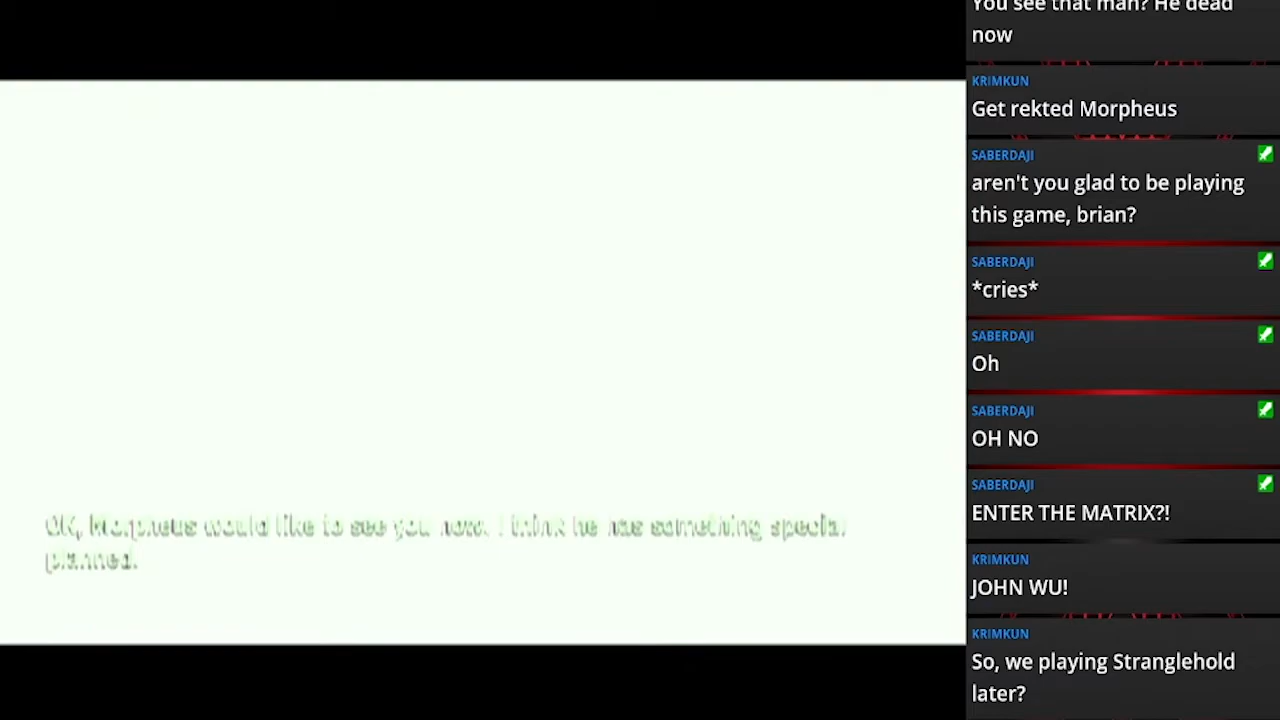 OK, Morpheus would like to see you now. I think he has something special
planned.
You see that man? He dead
now
KRIMKUN
Get rekted Morpheus
SABERDAJI
aren't you glad to be playing
this game, brian?
SABERDAJI
*cries*
SABERDAJI
Oh
SABERDAJI
OH NO
SABERDAJI
ENTER THE MATRIX?!
KRIMKUN
JOHN WU!
KRIMKUN
So, we playing Stranglehold
later?